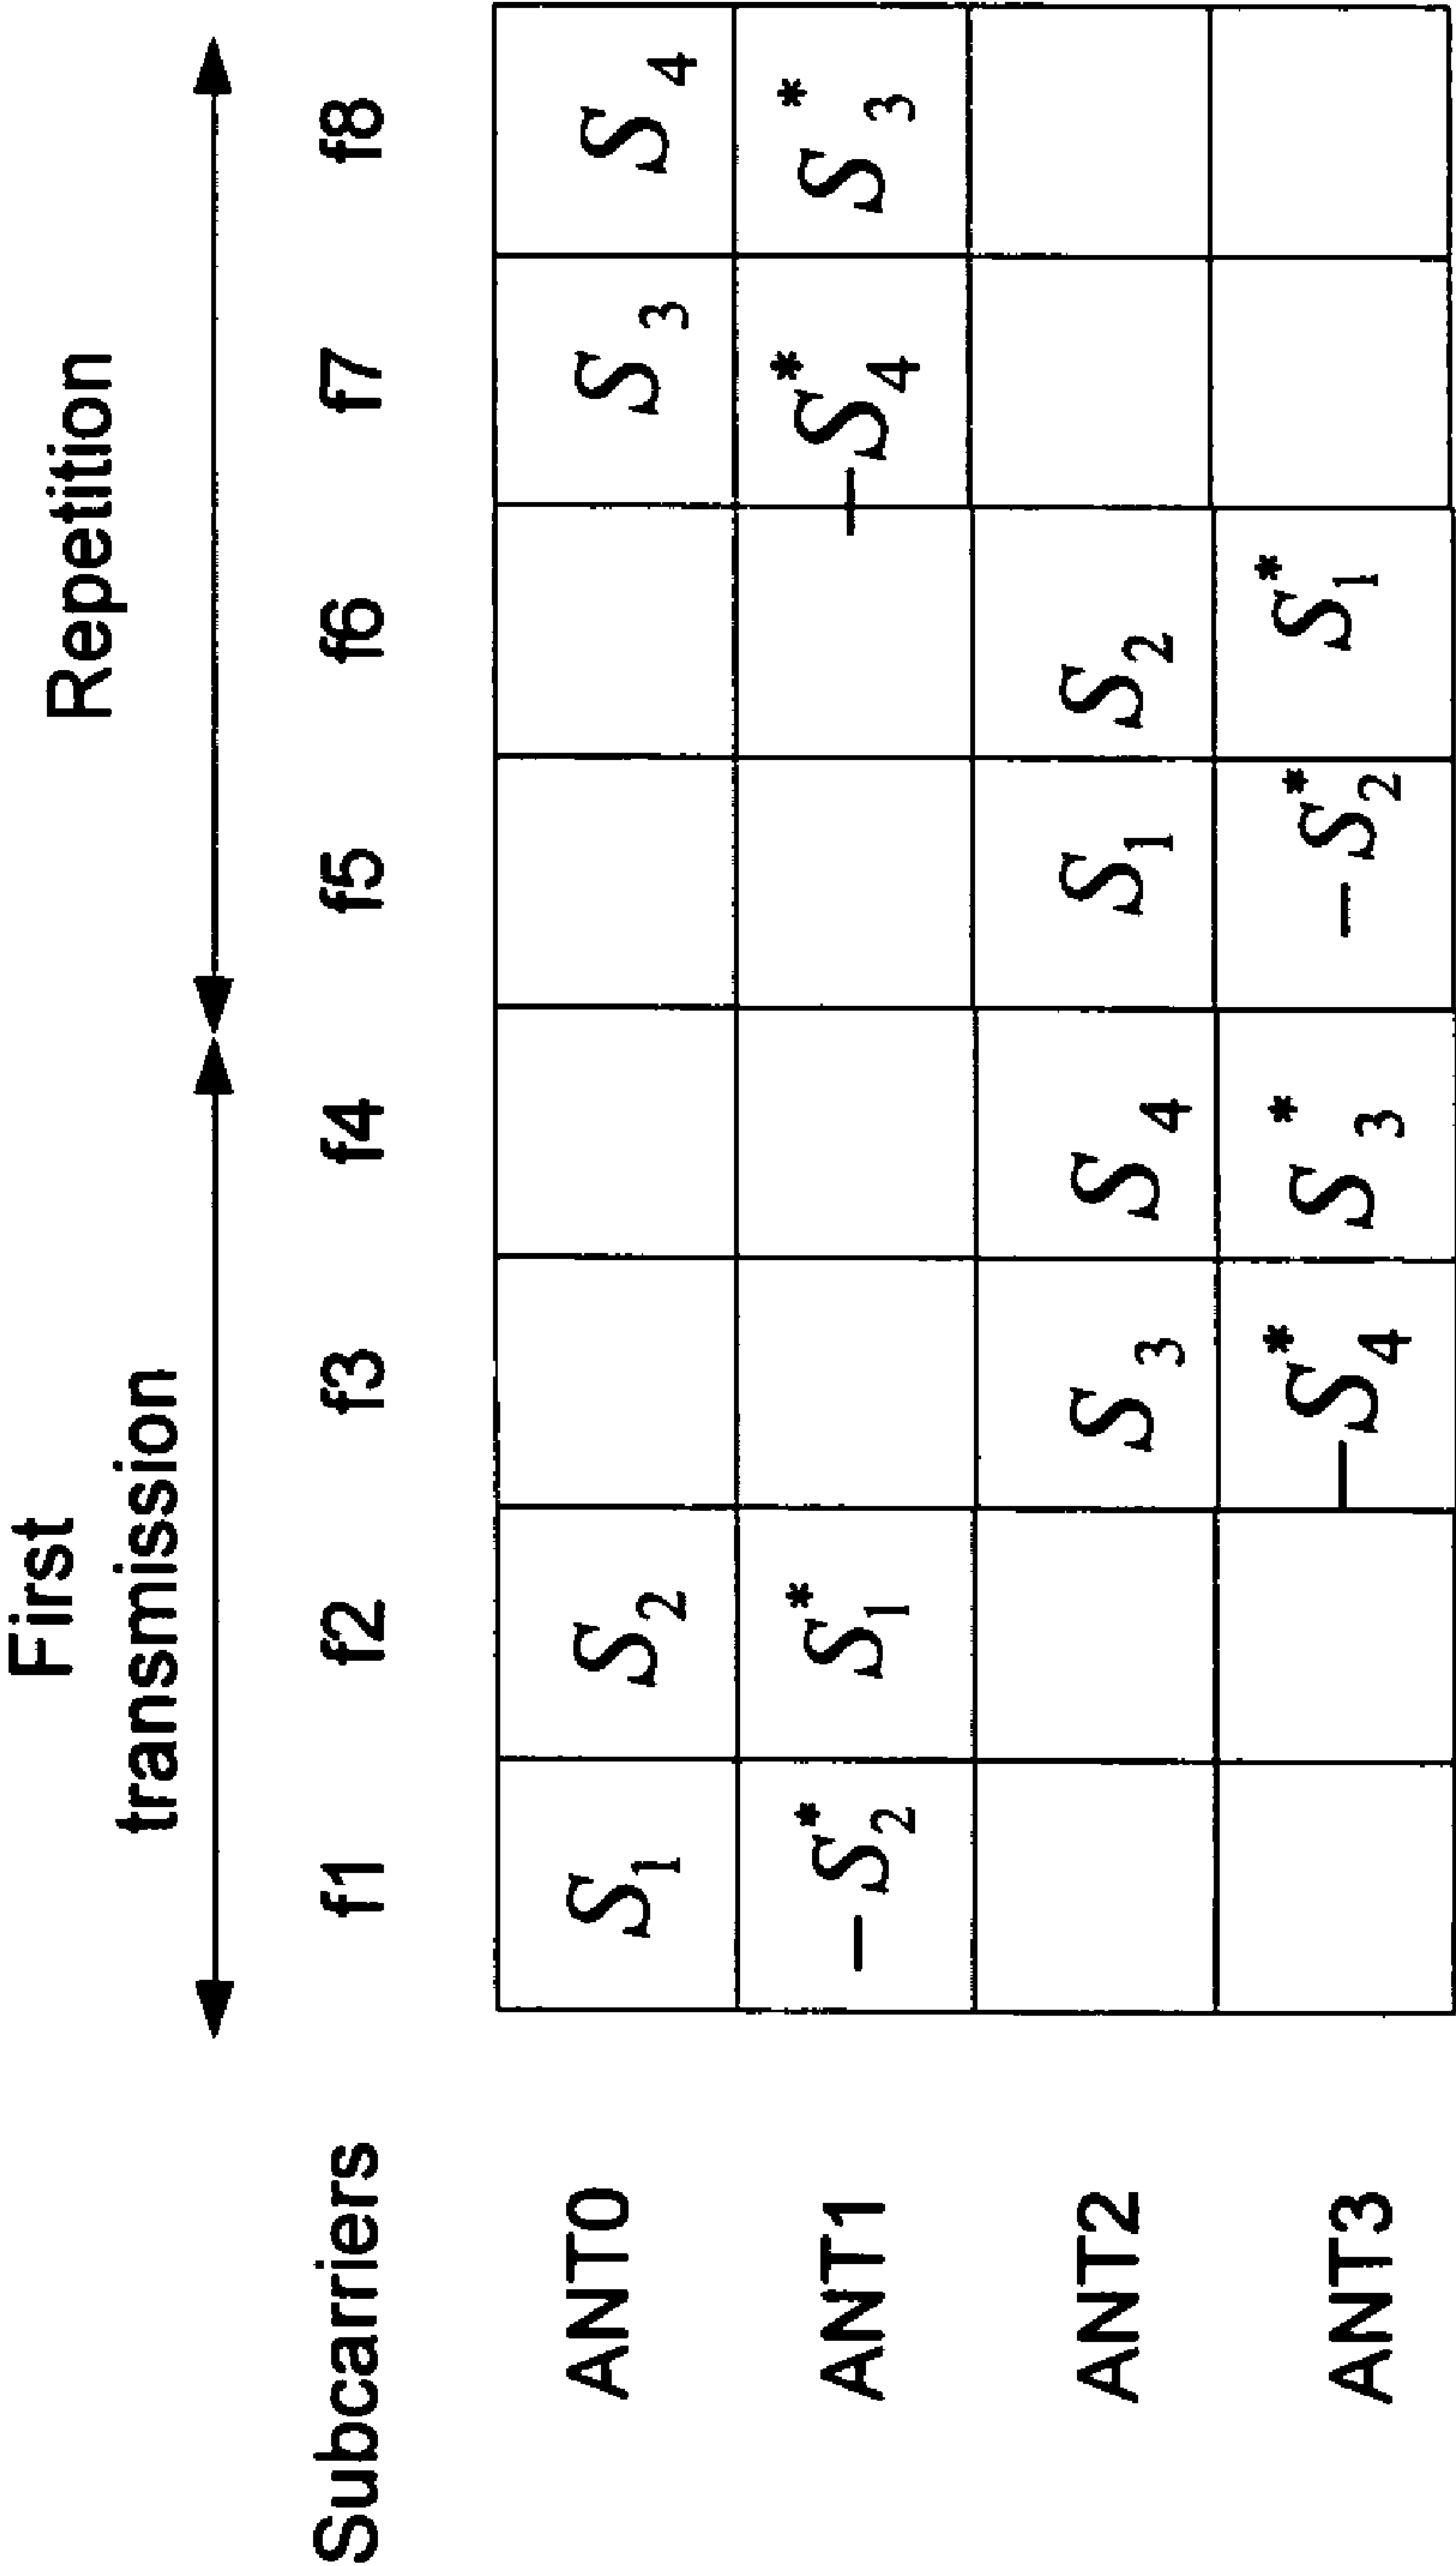 First
transmission
Repetition
Subcarriers f1 f2 f3 f4 f5 f6 f7 f8
ANT0 S₁ S₂ S₃ S₄
ANT1 −S₂* S₁* −S₄* S₃*
ANT2 S₃ S₄ S₁ S₂
ANT3 −S₄* S₃* −S₂* S₁*